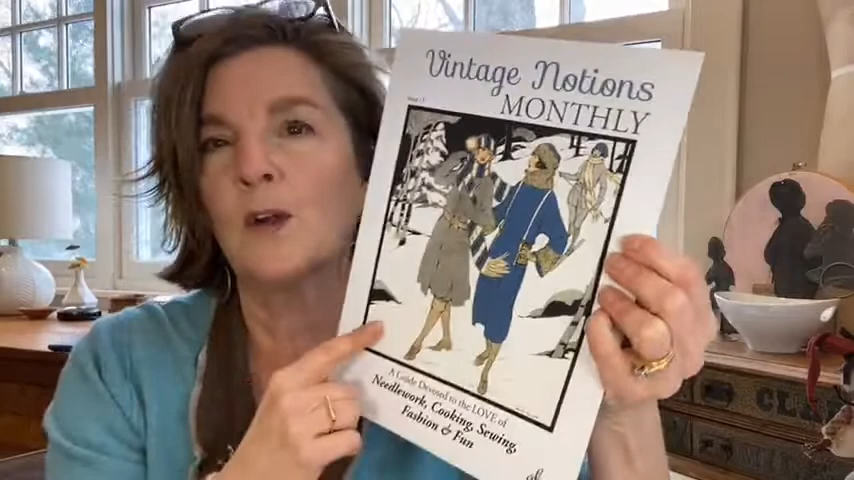 Vintage Notions
MONTHLY
A Guide Devoted to the LOVE of
Needlework, Cooking, Sewing,
Fashion & Fun